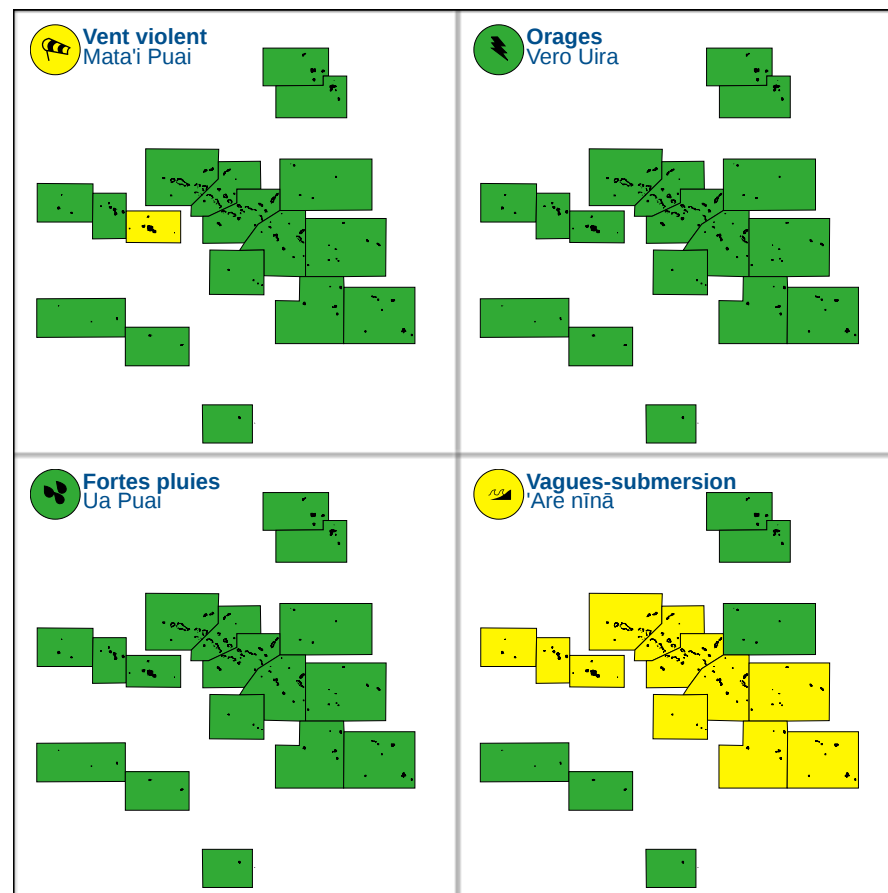 Vent violent
Mata'i Puai
Orages
Vero Uira
Fortes pluies
Ua Puai
Vagues-submersion
'Are nīnā